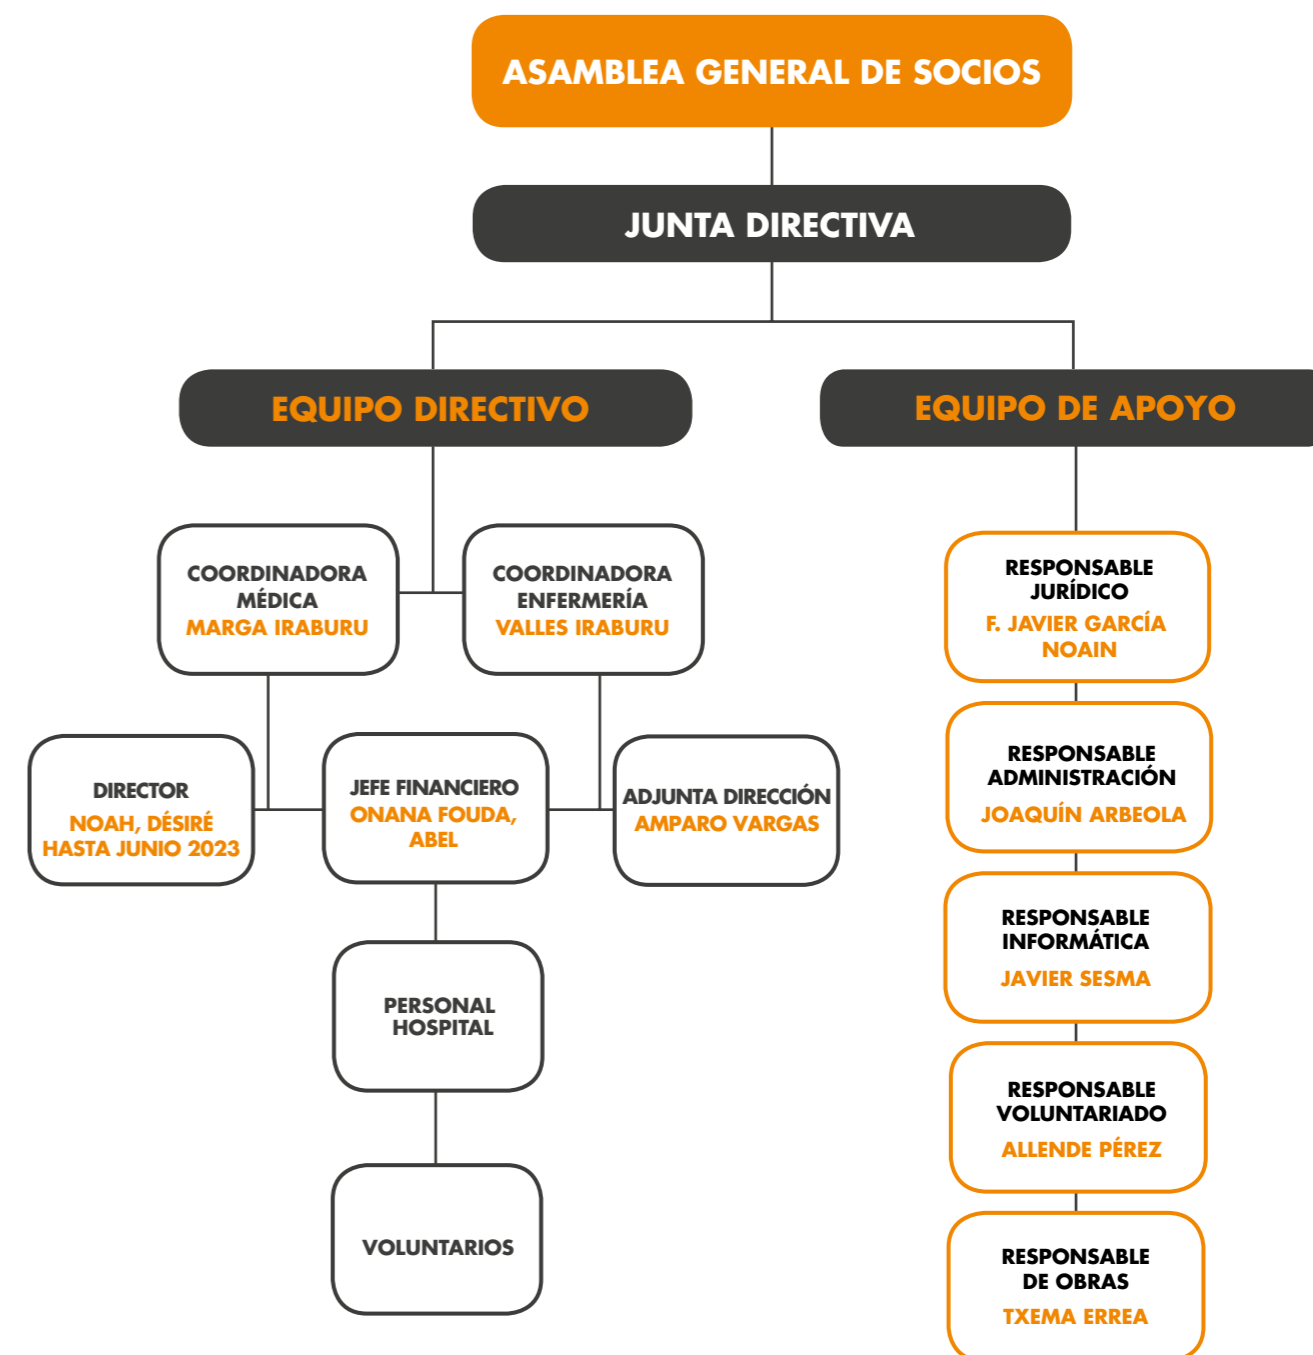 ASAMBLEA GENERAL DE SOCIOS
JUNTA DIRECTIVA
EQUIPO DIRECTIVO
EQUIPO DE APOYO
COORDINADORA
MÉDICA
MARGA IRABURU
COORDINADORA
ENFERMERÍA
VALLES IRABURU
DIRECTOR
NOAH, DÉSIRÉ
HASTA JUNIO 2023
JEFE FINANCIERO
ONANA FOUDA,
ABEL
ADJUNTA DIRECCIÓN
AMPARO VARGAS
PERSONAL
HOSPITAL
VOLUNTARIOS
RESPONSABLE
JURÍDICO
F. JAVIER GARCÍA
NOAIN
RESPONSABLE
ADMINISTRACIÓN
JOAQUÍN ARBEOLA
RESPONSABLE
INFORMÁTICA
JAVIER SESMA
RESPONSABLE
VOLUNTARIADO
ALLENDE PÉREZ
RESPONSABLE
DE OBRAS
TXEMA ERREA